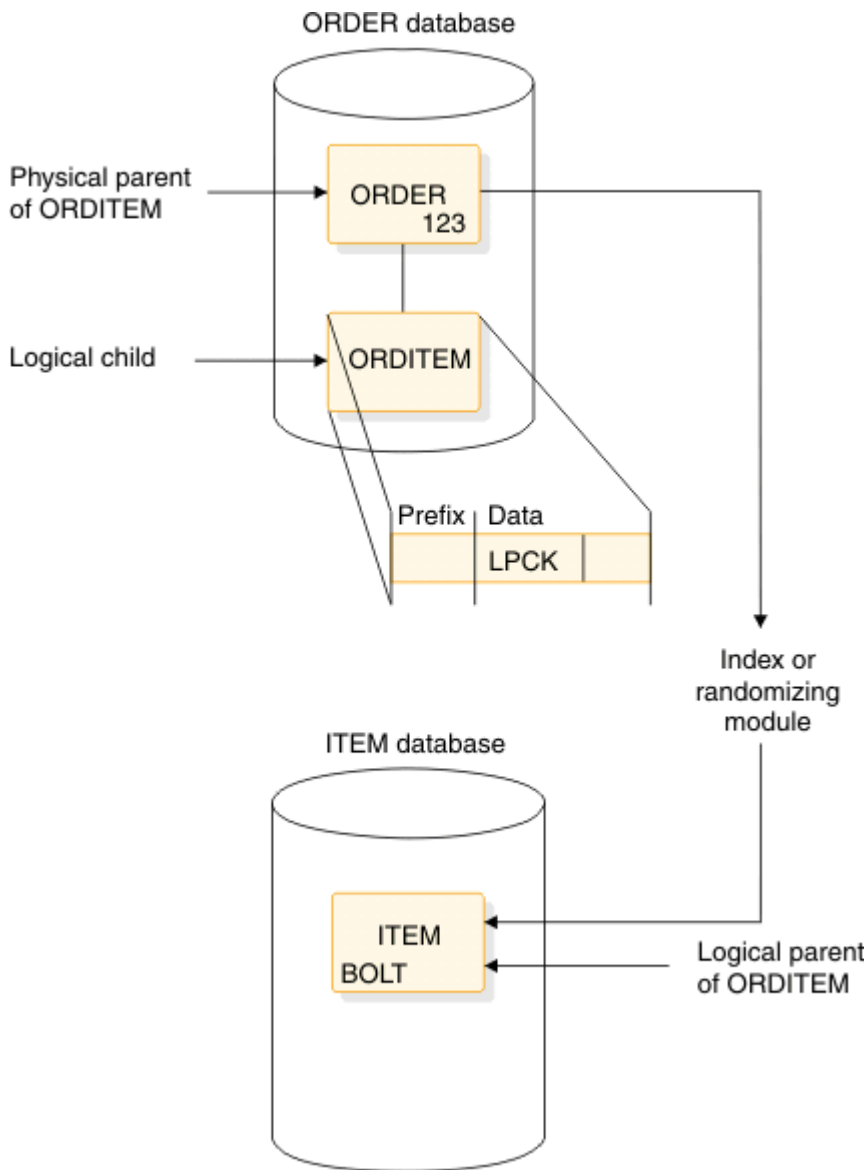 ORDER database
Physical parent
of ORDITEM
ORDER
123
Logical child
ORDITEM
Prefix
Data
LPCK
Index or
randomizing
module
ITEM database
ITEM
BOLT
Logical parent
of ORDITEM